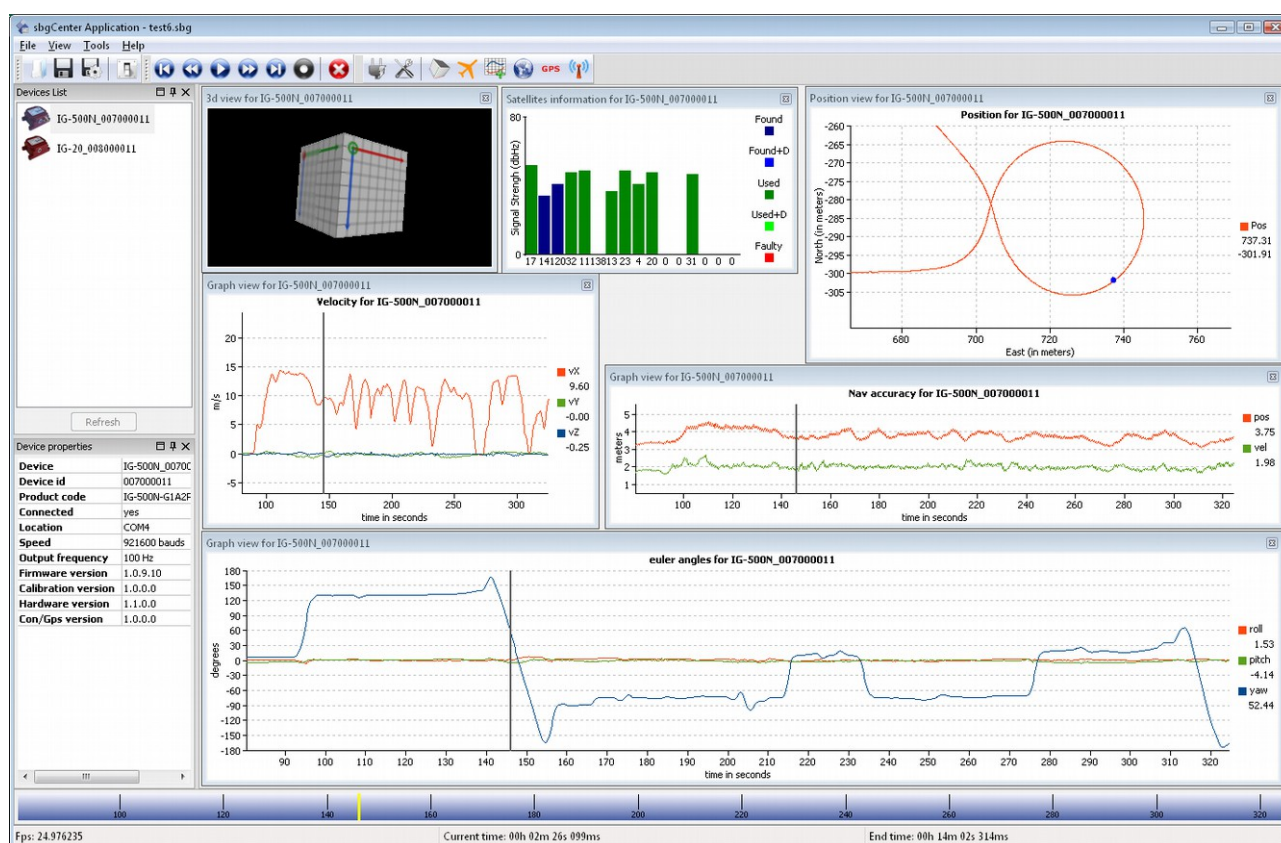 sbgCenter Application - test6.sbg
File View Tools Help
GPS
Devices List
IG-500N_007000011
IG-20_008000011
Refresh
Device properties
Device IG-500N_0070C
Device id 007000011
Product code IG-500N-G1A2F
Connected yes
Location COM4
Speed 921600 bauds
Output frequency 100 Hz
Firmware version 1.0.9.10
Calibration version 1.0.0.0
Hardware version 1.1.0.0
Con/Gps version 1.0.0.0
3d view for IG-500N_007000011
Satellites information for IG-500N_007000011
80
0
Signal Strengh (dbHz)
Found
Found+D
Used
Used+D
Faulty
17 14120 32 11 138 13 23 4 20 0 0 31 0 0 0
Position view for IG-500N_007000011
Position for IG-500N_007000011
-260
-265
-270
-275
-280
-285
-290
-295
-300
-305
North (in meters)
680 700 720 740 760
East (in meters)
Pos
737.31
-301.91
Graph view for IG-500N_007000011
Velocity for IG-500N_007000011
20
15
10
5
0
-5
m/s
100 150 200 250 300
time in seconds
vX
9.60
vY
-0.00
vZ
-0.25
Graph view for IG-500N_007000011
Nav accuracy for IG-500N_007000011
5
4
3
2
1
meters
100 120 140 160 180 200 220 240 260 280 300 320
time in seconds
pos
3.75
vel
1.98
Graph view for IG-500N_007000011
euler angles for IG-500N_007000011
180
150
120
90
60
30
0
-30
-60
-90
-120
-150
-180
degrees
90 100 110 120 130 140 150 160 170 180 190 200 210 220 230 240 250 260 270 280 290 300 310 320
time in seconds
roll
1.53
pitch
-4.14
yaw
52.44
100 120 140 160 180 200 220 240 260 280 300 320
Fps: 24.976235 Current time: 00h 02m 26s 099ms End time: 00h 14m 02s 314ms